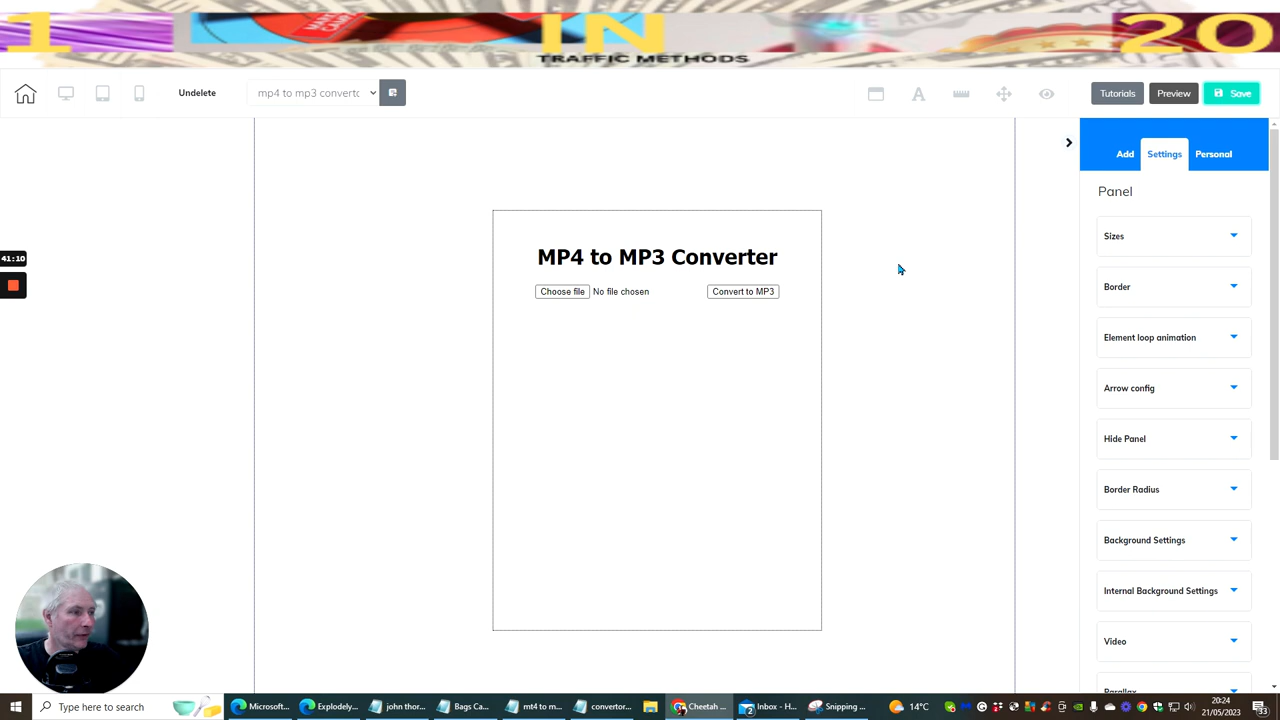 1 IN 20
TRAFFIC METHODS
Undelete
mp4 to mp3 converte
Tutorials
Preview
Save
Add
Settings
Personal
Panel
41:10
Sizes
MP4 to MP3 Converter
Border
Choose file No file chosen
Convert to MP3
Element loop animation
Arrow config
Hide Panel
Border Radius
Background Settings
Internal Background Settings
Video
Parallax
Type here to search
Microsoft...
Explodely...
john thor...
Bags Ca...
mt4 to m...
convertor...
Cheetah ...
Inbox - H...
Snipping ...
14°C
20:24
21/05/2023